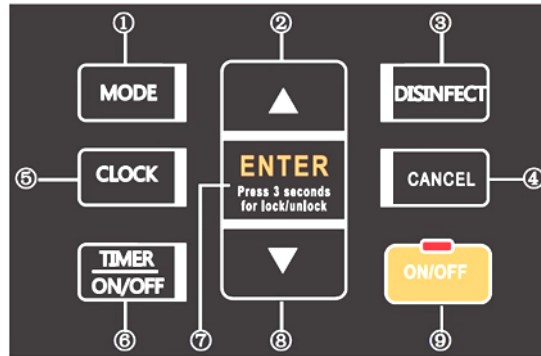 ① ② ③
MODE
DISINFECT
⑤ CLOCK
ENTER
Press 3 seconds
for lock/unlock
CANCEL ④
TIMER
ON/OFF
ON/OFF
⑥ ⑦ ⑧ ⑨